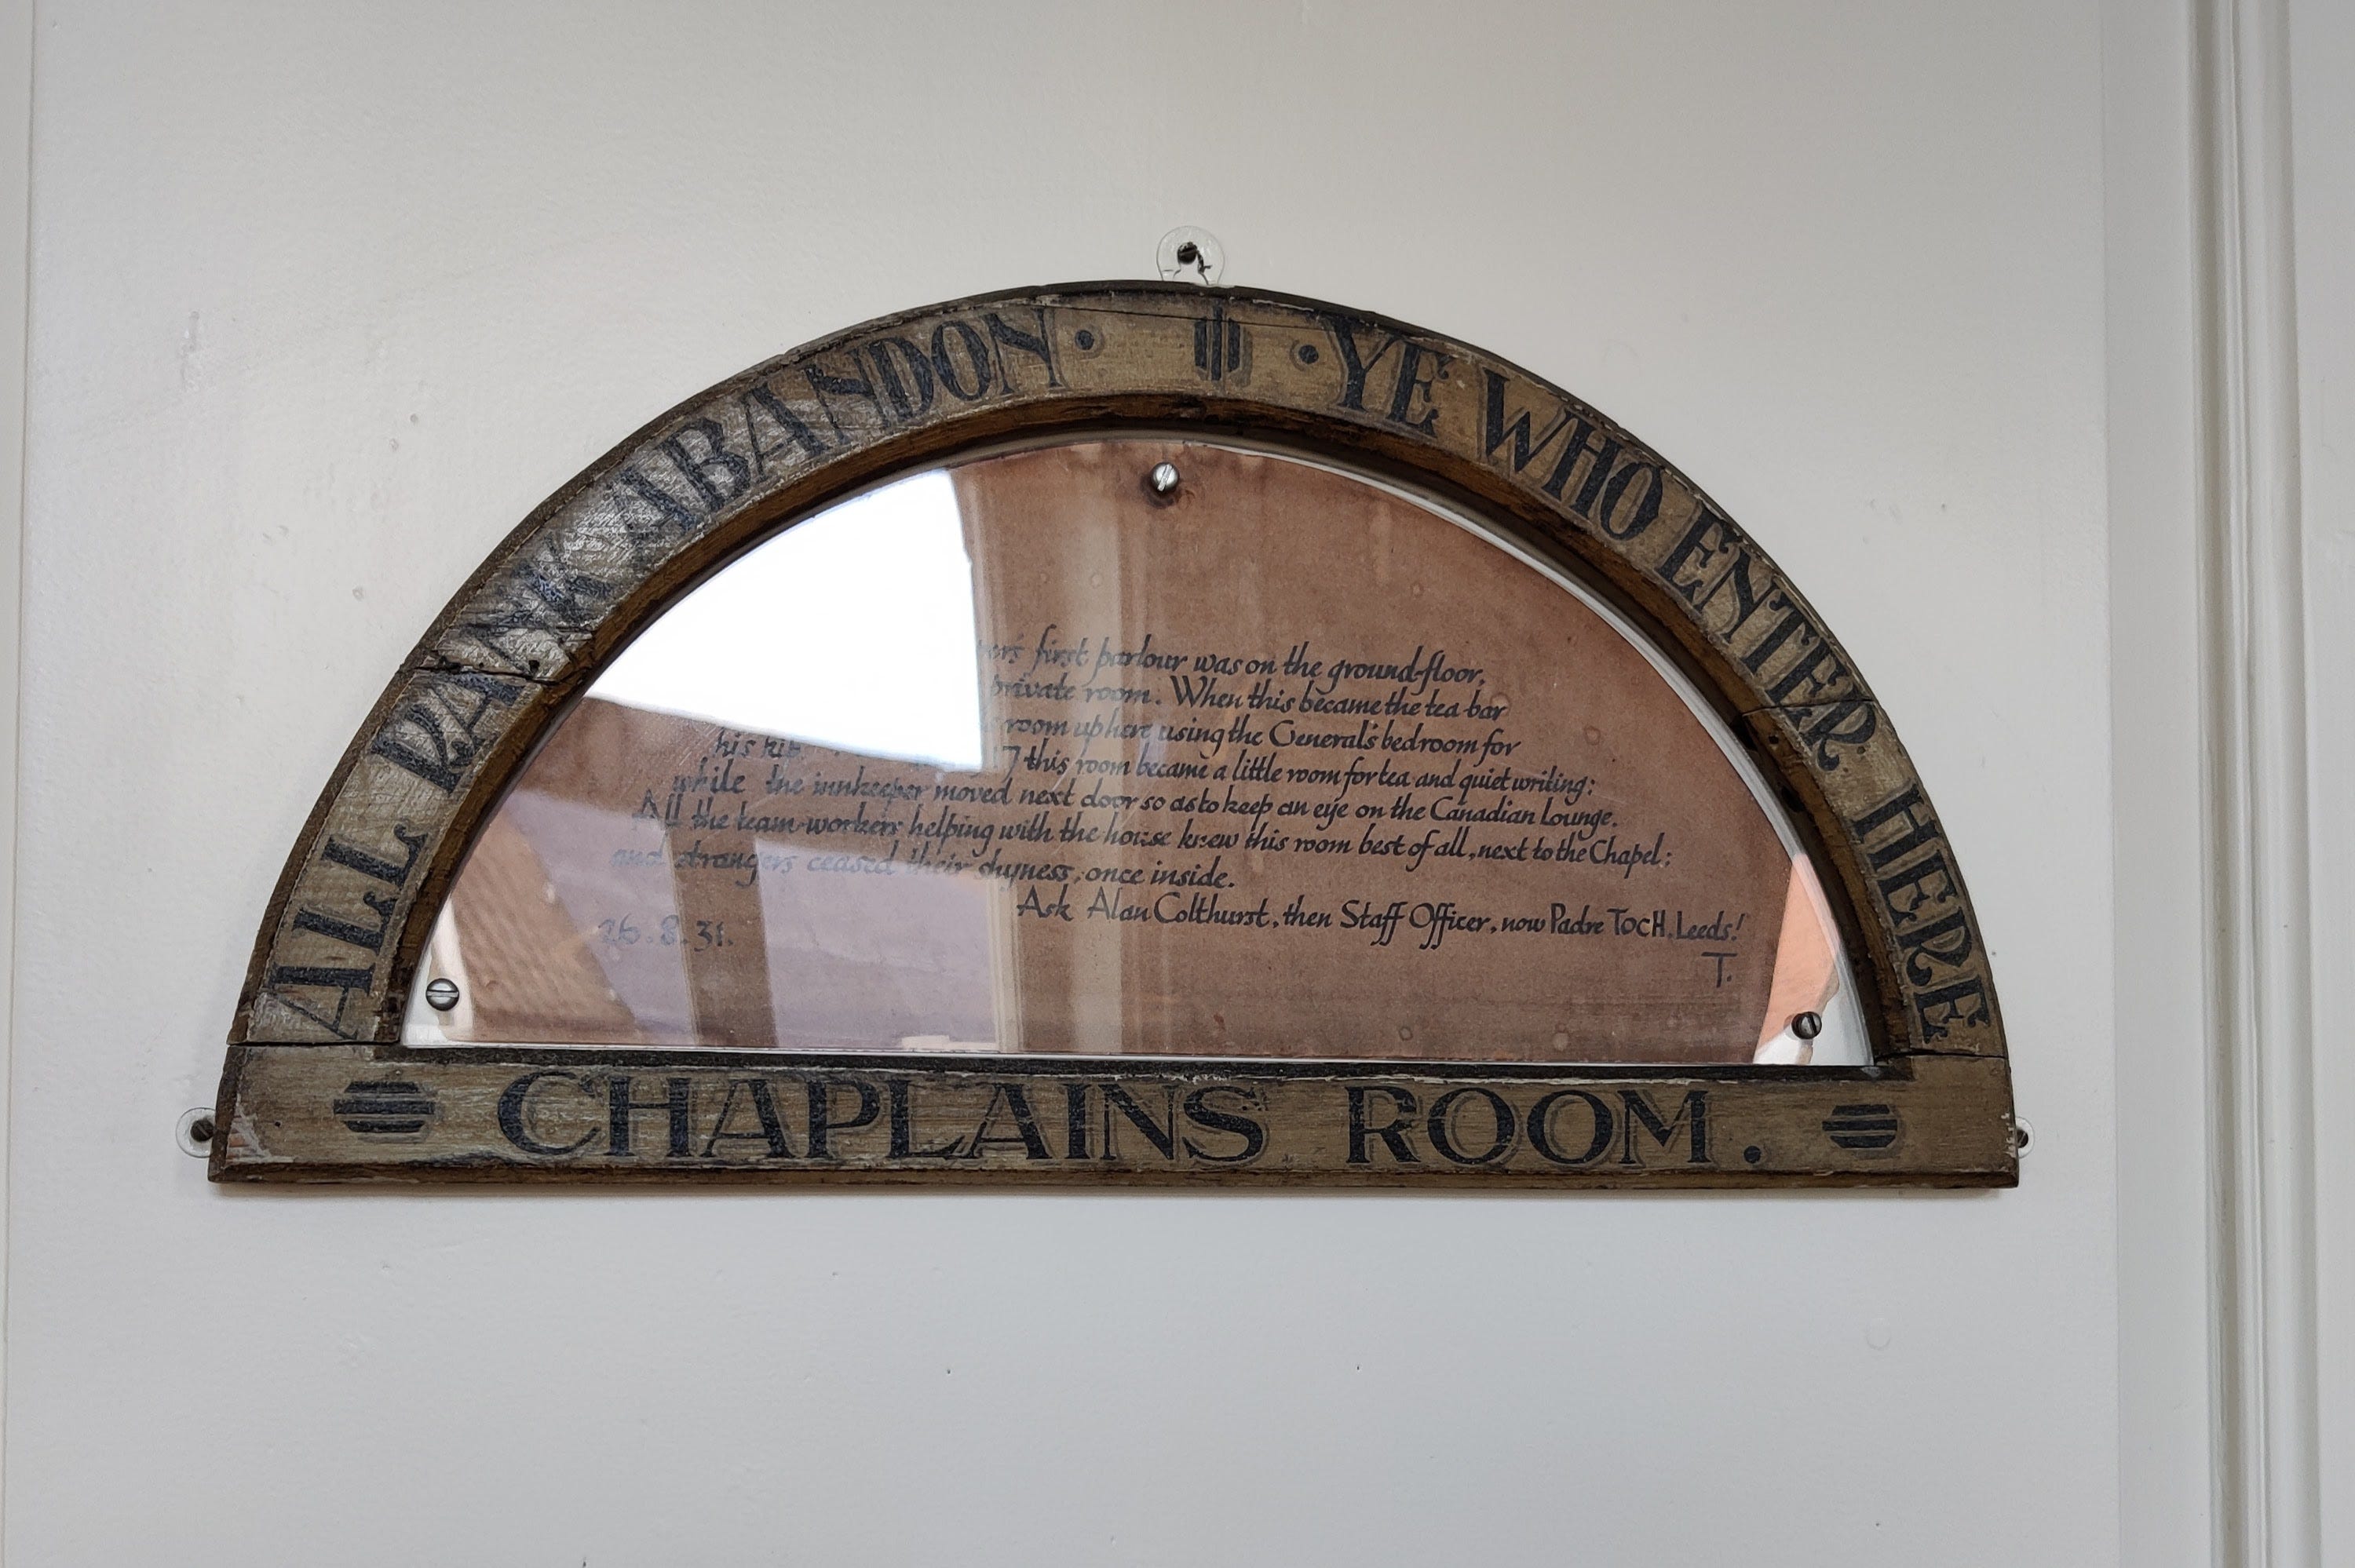 ALL RANK ABANDON · · YE WHO ENTER HERE
first parlour was on the ground-floor,
private room. When this became the tea-bar
room up here using the General's bedroom for
his kit. 17 this room became a little room for tea and quiet writing:
while the innkeeper moved next door so as to keep an eye on the Canadian Lounge.
All the team-workers helping with the house knew this room best of all, next to the Chapel:
and strangers ceased their shyness, once inside.
Ask Alan Colthurst, then Staff Officer, now Padre TOC H. Leeds!
26.8.31.
T.
CHAPLAINS ROOM.